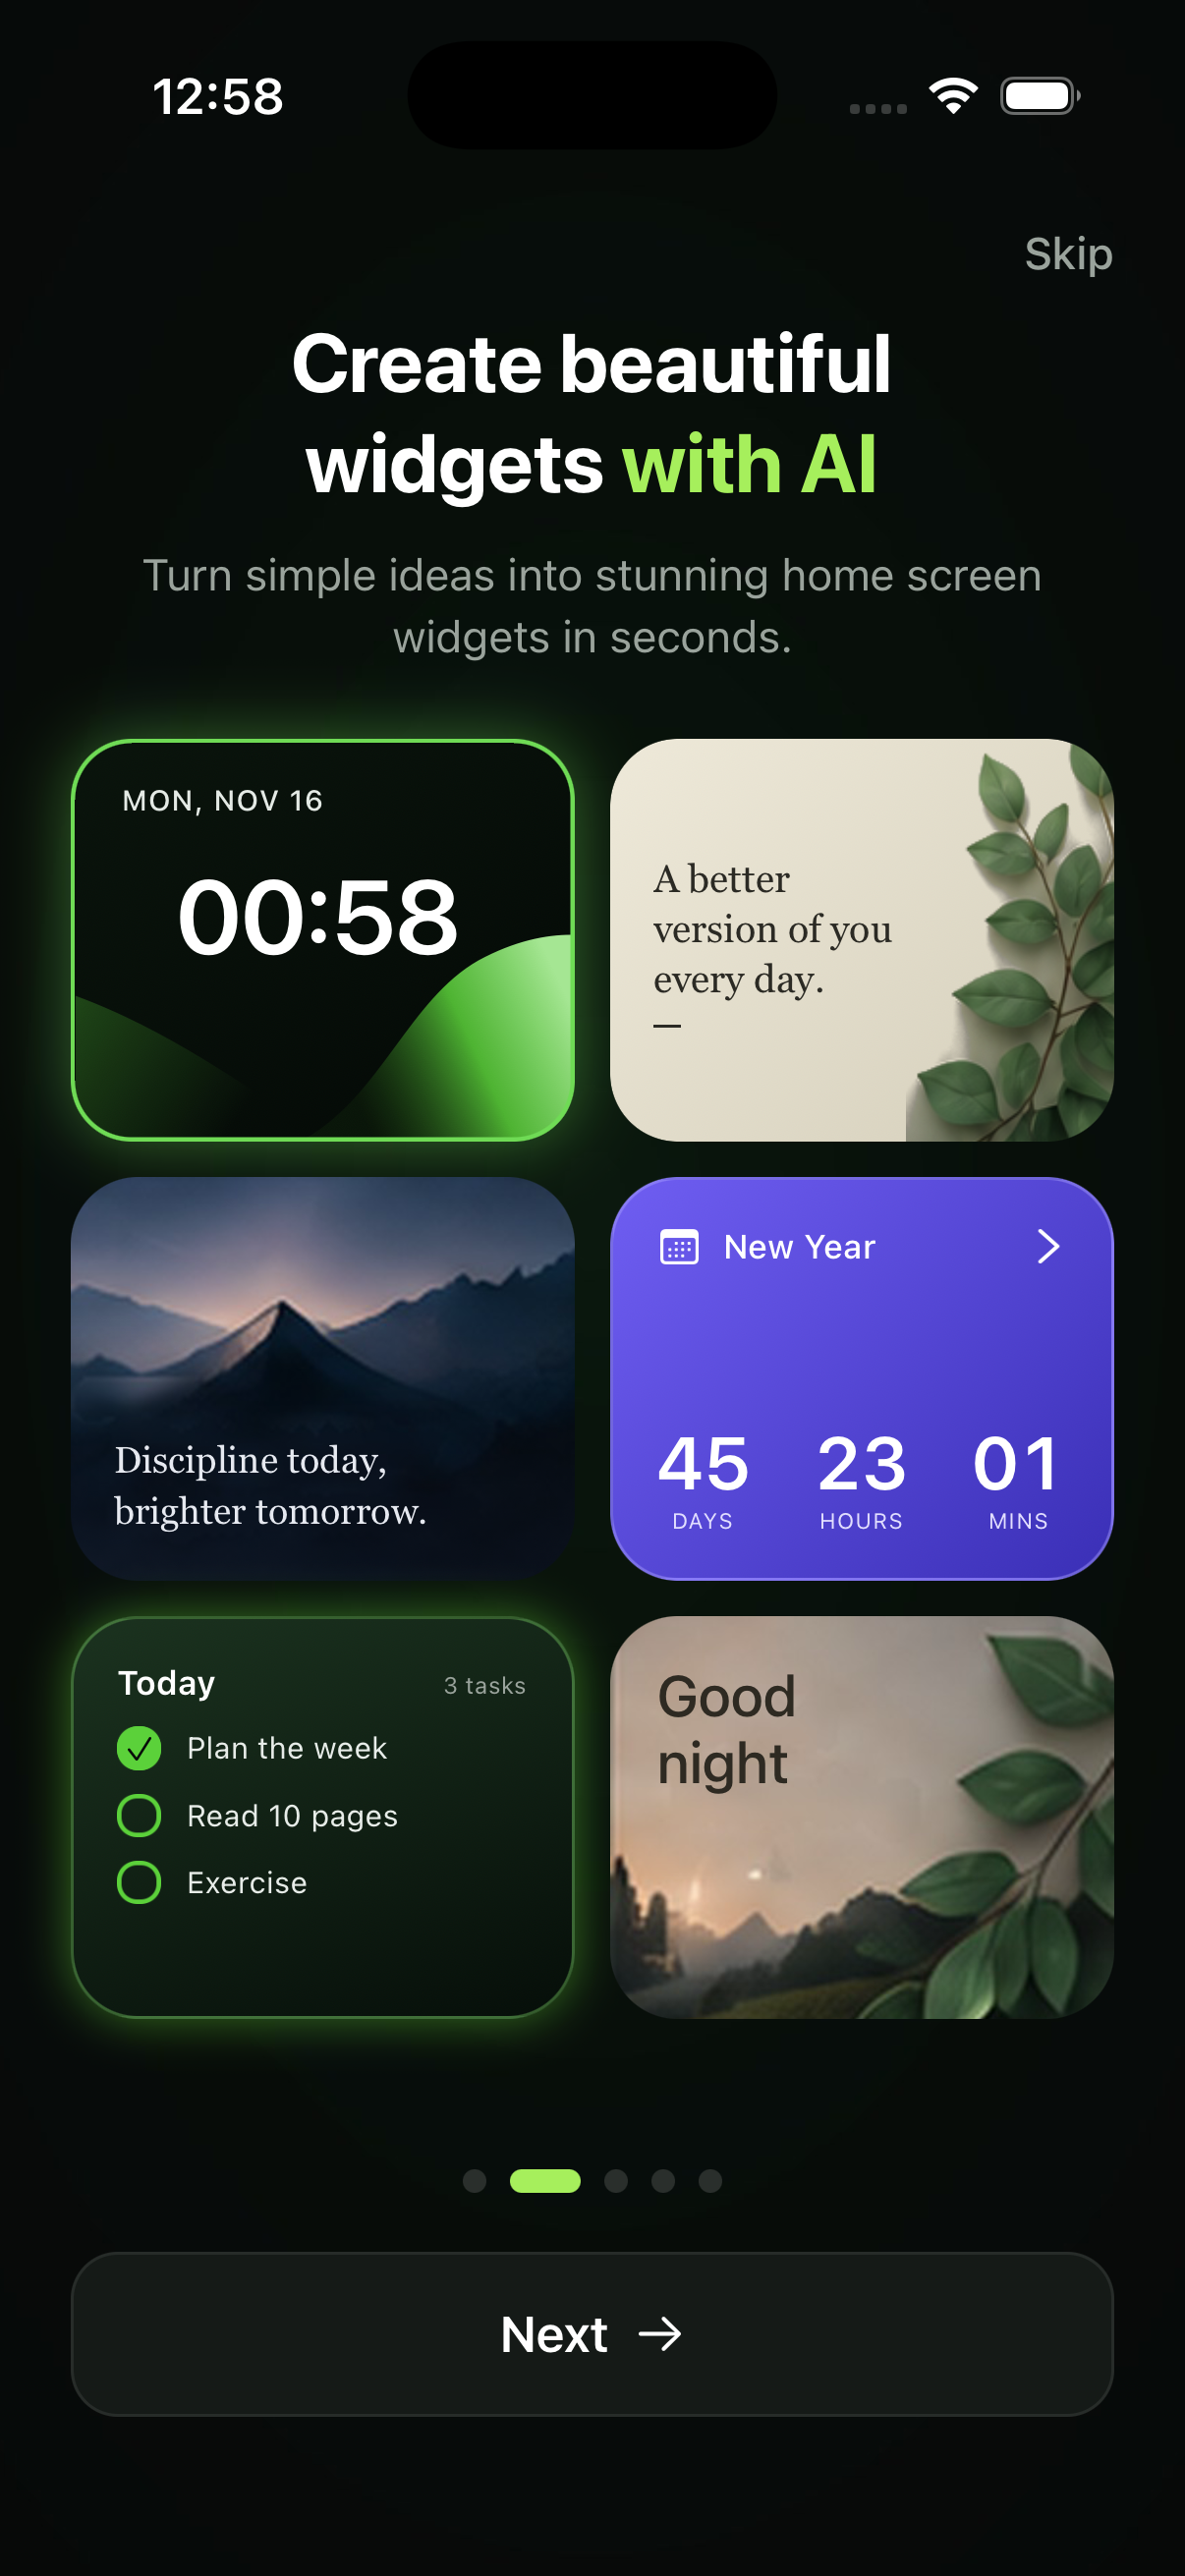 12:58
Skip
Create beautiful
widgets with AI
Turn simple ideas into stunning home screen
widgets in seconds.
MON, NOV 16
00:58
A better
version of you
every day.
—
Discipline today,
brighter tomorrow.
New Year
45 23 01
DAYS HOURS MINS
Today 3 tasks
Plan the week
Read 10 pages
Exercise
Good
night
Next →